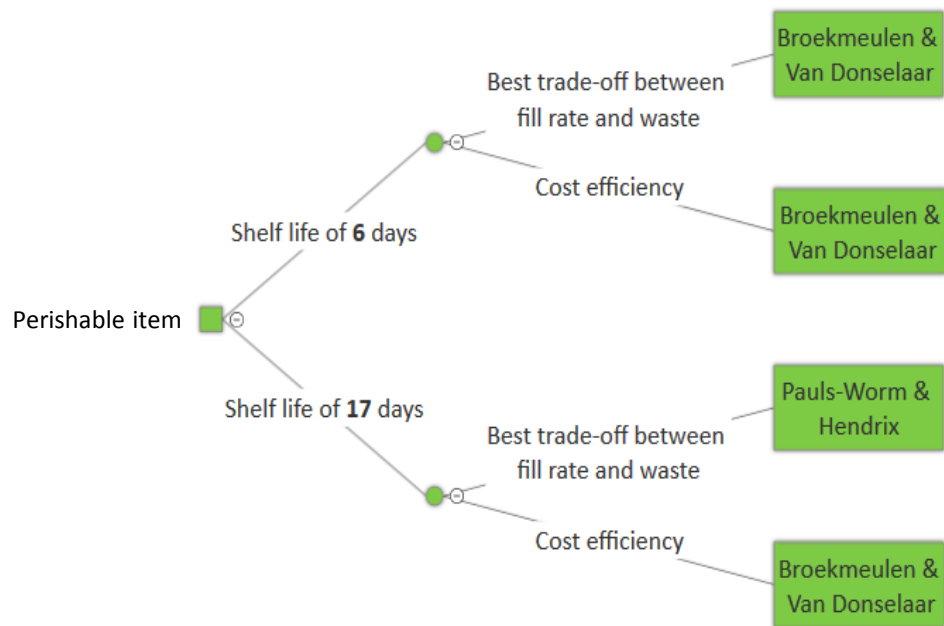 Broekmeulen &
Van Donselaar
Best trade-off between
fill rate and waste
Cost efficiency
Broekmeulen &
Van Donselaar
Shelf life of 6 days
Perishable item
Shelf life of 17 days
Pauls-Worm &
Hendrix
Best trade-off between
fill rate and waste
Cost efficiency
Broekmeulen &
Van Donselaar